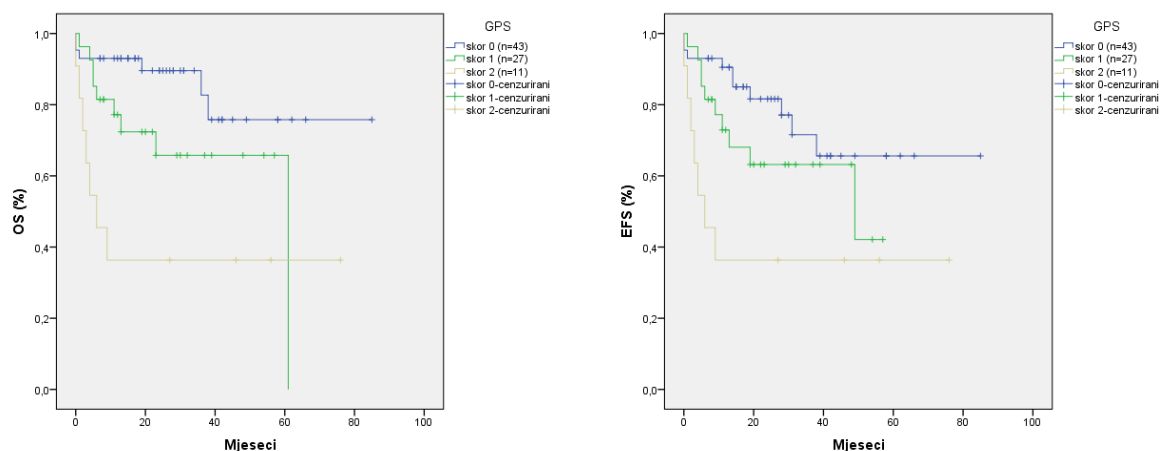 GPS
skor 0 (n=43)
skor 1 (n=27)
skor 2 (n=11)
skor 0-cenzurirani
skor 1-cenzurirani
skor 2-cenzurirani
1,0
0,8
0,6
0,4
0,2
0,0
OS (%)
0 20 40 60 80 100
Mjeseci
GPS
skor 0 (n=43)
skor 1 (n=27)
skor 2 (n=11)
skor 0-cenzurirani
skor 1-cenzurirani
skor 2-cenzurirani
1,0
0,8
0,6
0,4
0,2
0,0
EFS (%)
0 20 40 60 80 100
Mjeseci